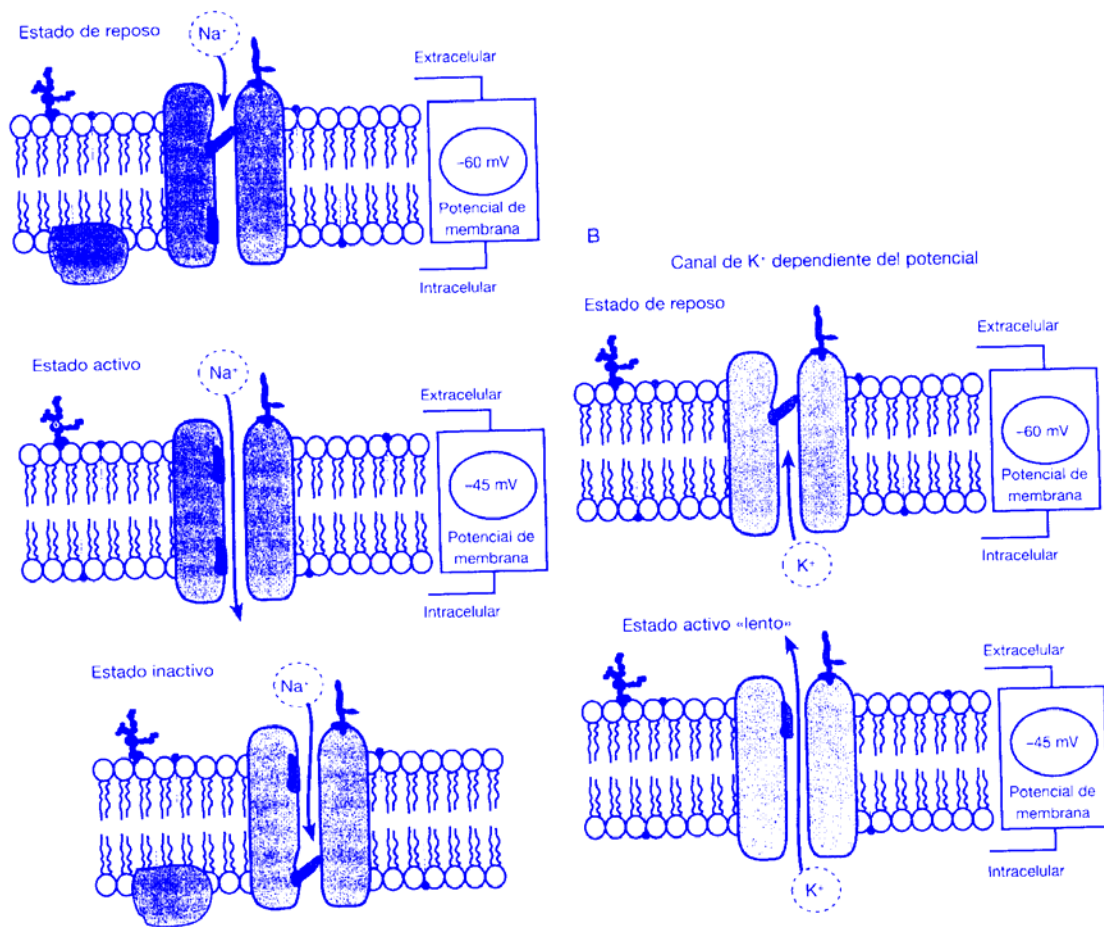 Estado de reposo
Na⁺
Extracelular
–60 mV
Potencial de
membrana
Intracelular
Estado activo
Na⁺
Extracelular
–45 mV
Potencial de
membrana
Intracelular
Estado inactivo
Na⁺
B
Canal de K⁺ dependiente del potencial
Estado de reposo
Extracelular
–60 mV
Potencial de
membrana
Intracelular
K⁺
Estado activo «lento»
Extracelular
–45 mV
Potencial de
membrana
Intracelular
K⁺